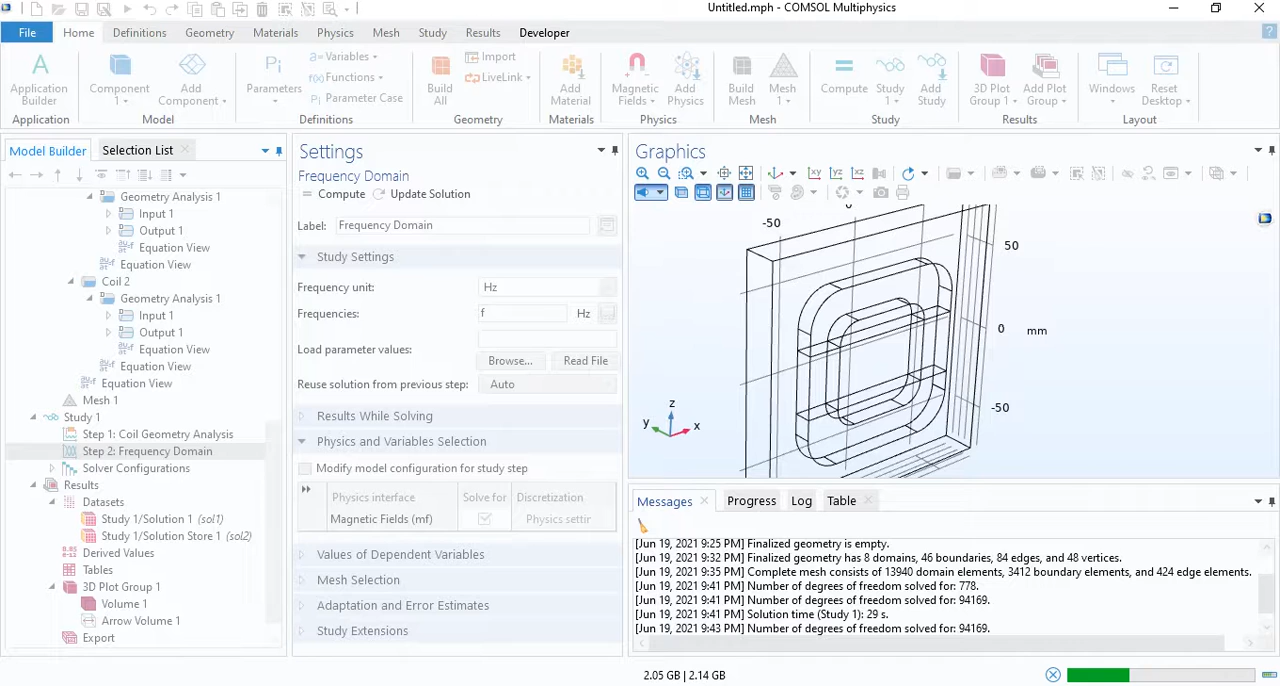 Untitled.mph - COMSOL Multiphysics
File Home Definitions Geometry Materials Physics Mesh Study Results Developer
Application Builder
Application
Component 1
Add Component
Model
Pi
Parameters
a= Variables
f(x) Functions
Pi Parameter Case
Definitions
Build All
Import
LiveLink
Geometry
Add Material
Materials
Magnetic Fields
Add Physics
Physics
Build Mesh
Mesh 1
Mesh
Compute
Study 1
Add Study
Study
3D Plot Group 1
Add Plot Group
Results
Windows
Reset Desktop
Layout
Model Builder
Selection List
Geometry Analysis 1
Input 1
Output 1
Equation View
Equation View
Coil 2
Geometry Analysis 1
Input 1
Output 1
Equation View
Equation View
Equation View
Mesh 1
Study 1
Step 1: Coil Geometry Analysis
Step 2: Frequency Domain
Solver Configurations
Results
Datasets
Study 1/Solution 1 (sol1)
Study 1/Solution Store 1 (sol2)
Derived Values
Tables
3D Plot Group 1
Volume 1
Arrow Volume 1
Export
Settings
Frequency Domain
= Compute Update Solution
Label: Frequency Domain
Study Settings
Frequency unit: Hz
Frequencies: f Hz
Load parameter values:
Browse... Read File
Reuse solution from previous step: Auto
Results While Solving
Physics and Variables Selection
Modify model configuration for study step
Physics interface Solve for Discretization
Magnetic Fields (mf) Physics settir
Values of Dependent Variables
Mesh Selection
Adaptation and Error Estimates
Study Extensions
Graphics
xy yz xz
0
-50
50
0
mm
-50
z
y
x
Messages Progress Log Table
[Jun 19, 2021 9:25 PM] Finalized geometry is empty.
[Jun 19, 2021 9:32 PM] Finalized geometry has 8 domains, 46 boundaries, 84 edges, and 48 vertices.
[Jun 19, 2021 9:35 PM] Complete mesh consists of 13940 domain elements, 3412 boundary elements, and 424 edge elements.
[Jun 19, 2021 9:41 PM] Number of degrees of freedom solved for: 778.
[Jun 19, 2021 9:41 PM] Number of degrees of freedom solved for: 94169.
[Jun 19, 2021 9:41 PM] Solution time (Study 1): 29 s.
[Jun 19, 2021 9:43 PM] Number of degrees of freedom solved for: 94169.
2.05 GB | 2.14 GB